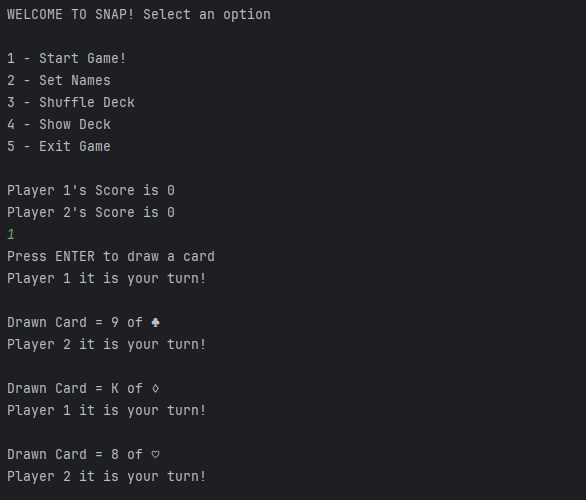 WELCOME TO SNAP! Select an option
1 - Start Game!
2 - Set Names
3 - Shuffle Deck
4 - Show Deck
5 - Exit Game
Player 1's Score is 0
Player 2's Score is 0
1
Press ENTER to draw a card
Player 1 it is your turn!
Drawn Card = 9 of ♣
Player 2 it is your turn!
Drawn Card = K of ◊
Player 1 it is your turn!
Drawn Card = 8 of ♡
Player 2 it is your turn!